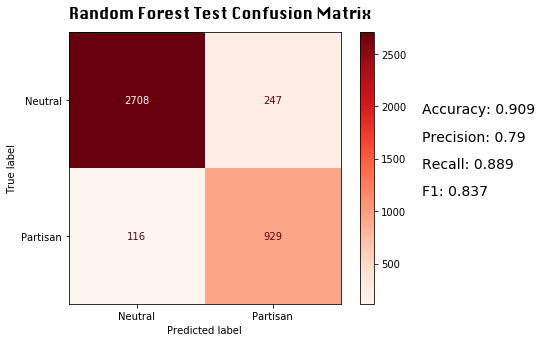 Random Forest Test Confusion Matrix
True label
Neutral
Partisan
2708
247
116
929
Neutral
Partisan
Predicted label
2500
2000
1500
1000
500
Accuracy: 0.909
Precision: 0.79
Recall: 0.889
F1: 0.837